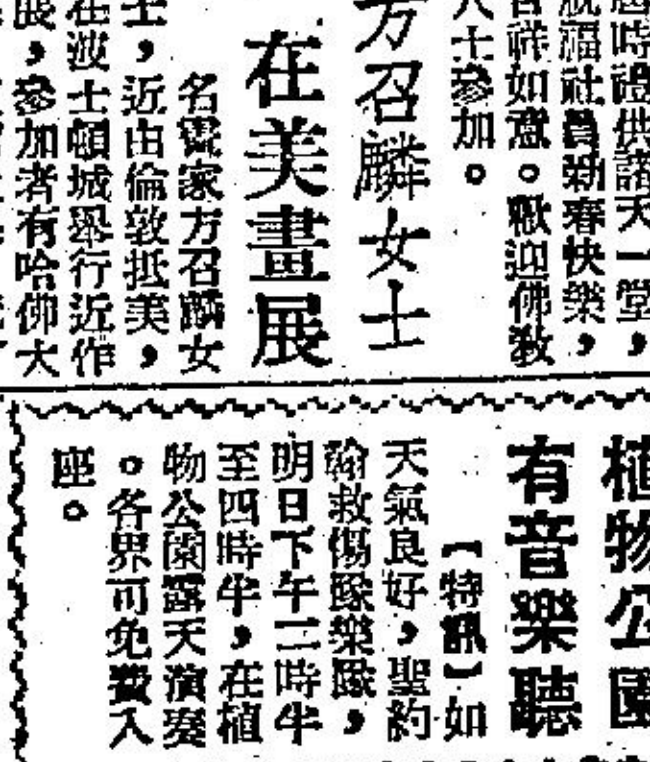 屆時禮供諸天一堂，
祝福社員新春快樂，
吉祥如意。歡迎佛教
人士參加。
方召麟女士
在美畫展
名畫家方召麟女
士，近由倫敦抵美，
在波士頓城舉行近作
展，參加者有哈佛大
植物公園
有音樂聽
【特訊】如
天氣良好，聖約
翰救傷隊樂隊，
明日下午二時半
至四時半，在植
物公園露天演奏
。各界可免費入
座。